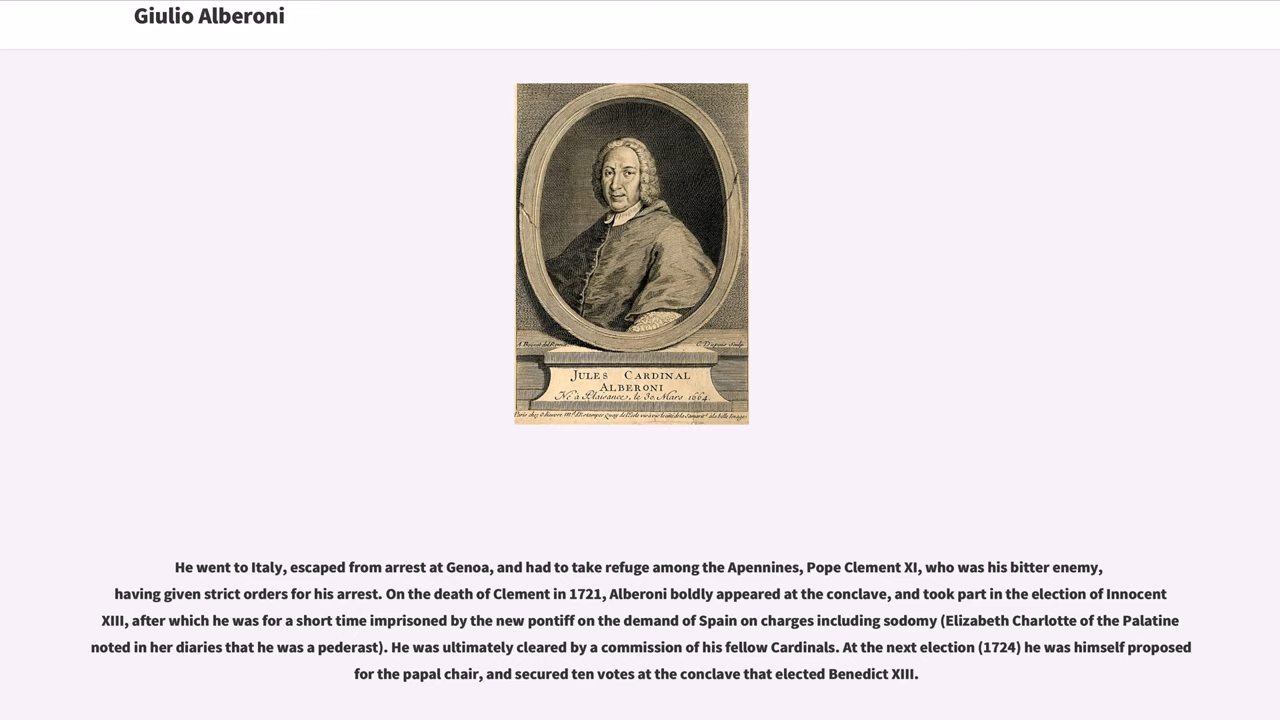 Giulio Alberoni
JULES CARDINAL
ALBERONI
Né à Plaisance, le 30. Mars 1664.
He went to Italy, escaped from arrest at Genoa, and had to take refuge among the Apennines, Pope Clement XI, who was his bitter enemy,
having given strict orders for his arrest. On the death of Clement in 1721, Alberoni boldly appeared at the conclave, and took part in the election of Innocent
XIII, after which he was for a short time imprisoned by the new pontiff on the demand of Spain on charges including sodomy (Elizabeth Charlotte of the Palatine
noted in her diaries that he was a pederast). He was ultimately cleared by a commission of his fellow Cardinals. At the next election (1724) he was himself proposed
for the papal chair, and secured ten votes at the conclave that elected Benedict XIII.